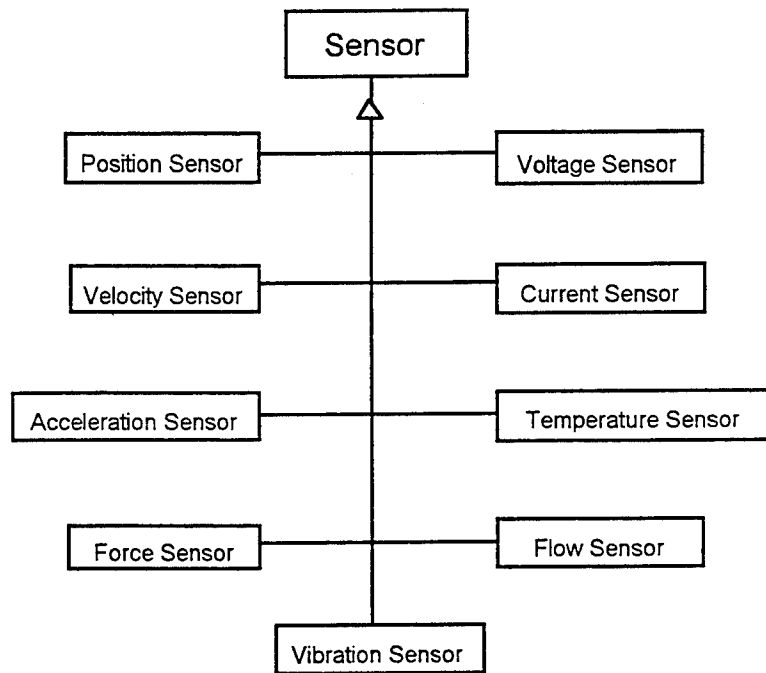 Sensor
Position Sensor
Voltage Sensor
Velocity Sensor
Current Sensor
Acceleration Sensor
Temperature Sensor
Force Sensor
Flow Sensor
Vibration Sensor